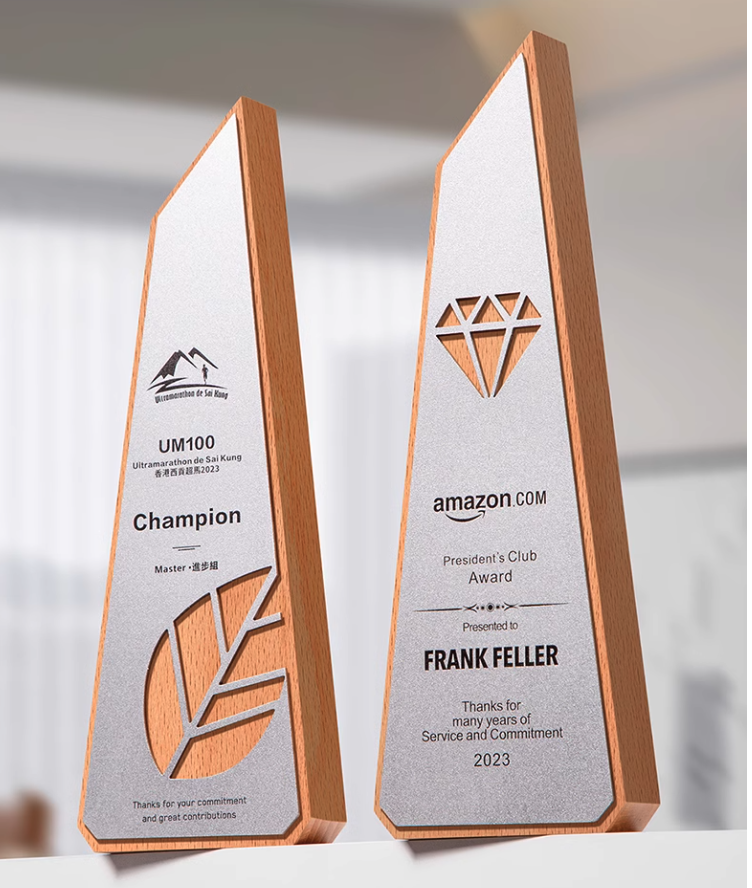 Ultramarathon de Sai Kung
UM100
Uitramarathon de Sai Kung
香港西貢超馬2023
Champion
Master •進步組
Thanks for your commitment
and great contributions
amazon.COM
President's Club
Award
Presented to
FRANK FELLER
Thanks for
many years of
Service and Commitment
2023